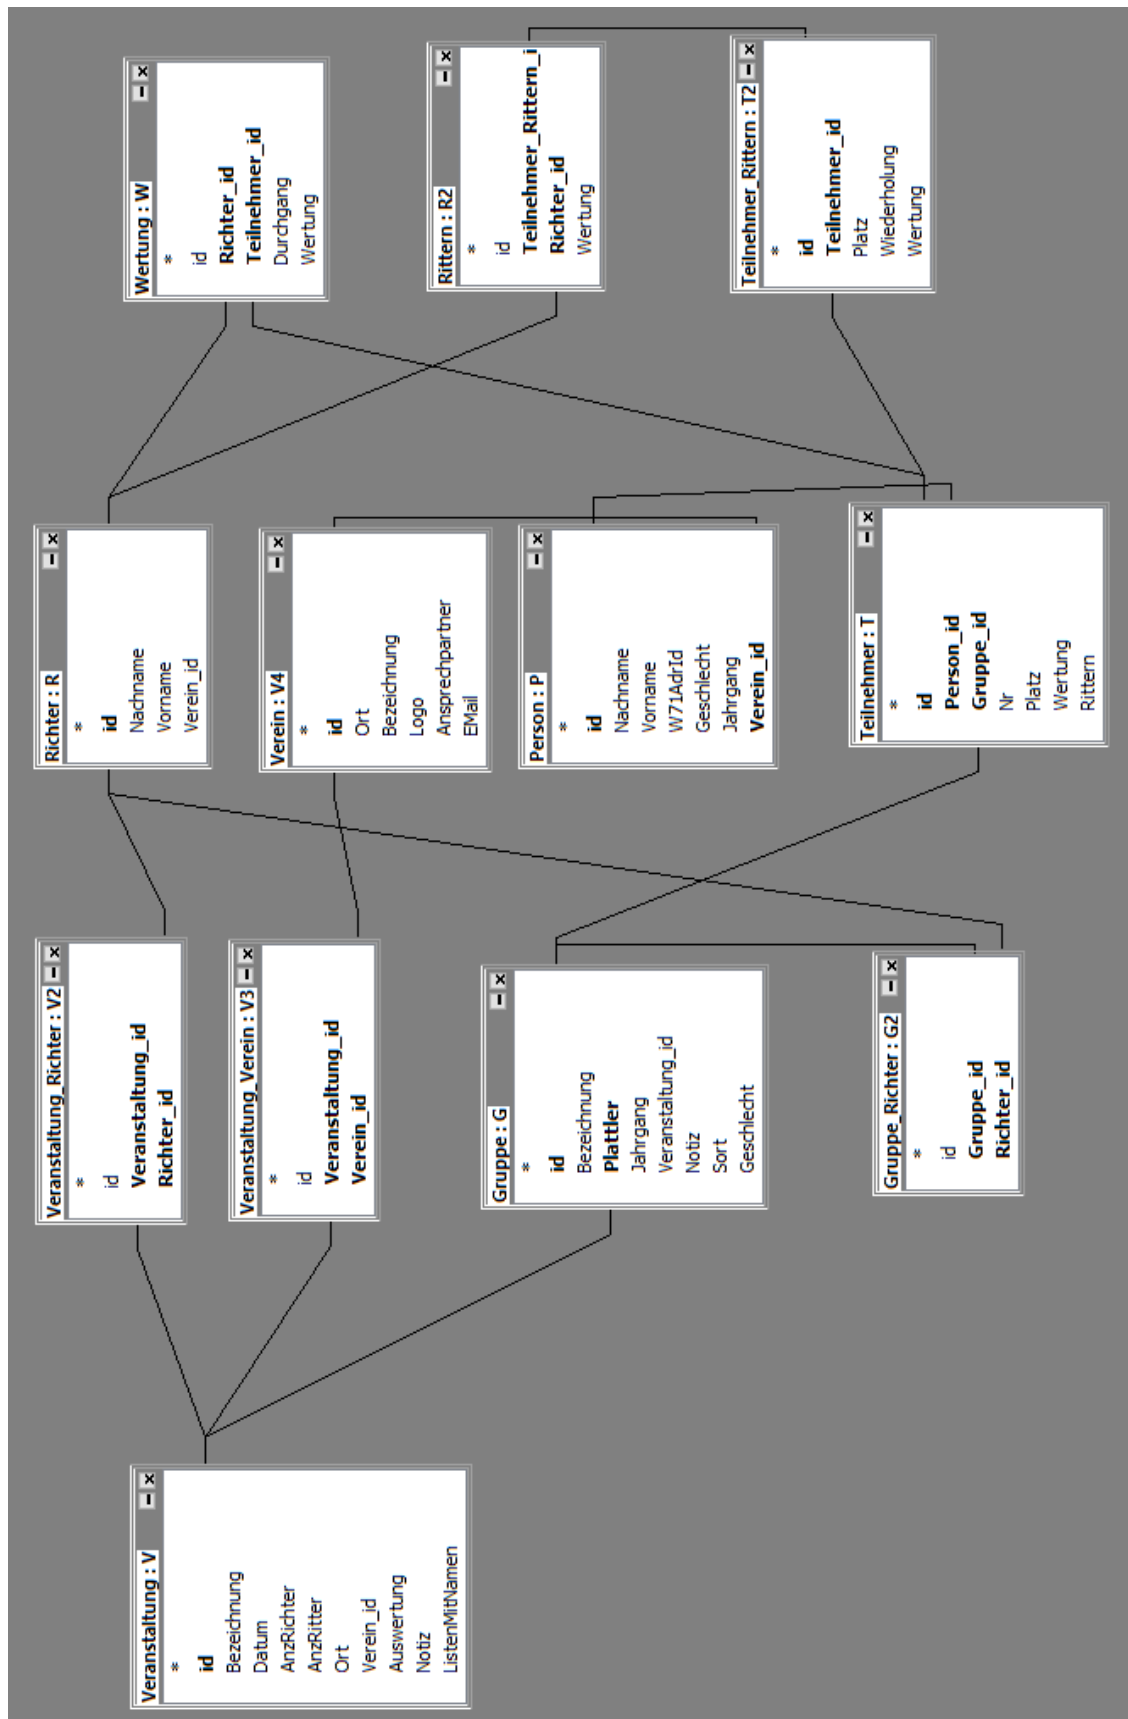 Veranstaltung : V
*
id
Bezeichnung
Datum
AnzRichter
AnzRitter
Ort
Verein_id
Auswertung
Notiz
ListenMitNamen
Veranstaltung_Richter : V2
*
id
Veranstaltung_id
Richter_id
Veranstaltung_Verein : V3
*
id
Veranstaltung_id
Verein_id
Gruppe : G
*
id
Bezeichnung
Plattler
Jahrgang
Veranstaltung_id
Notiz
Sort
Geschlecht
Gruppe_Richter : G2
*
id
Gruppe_id
Richter_id
Richter : R
*
id
Nachname
Vorname
Verein_id
Verein : V4
*
id
Ort
Bezeichnung
Logo
Ansprechpartner
EMail
Person : P
*
id
Nachname
Vorname
W71AdrId
Geschlecht
Jahrgang
Verein_id
Teilnehmer : T
*
id
Person_id
Gruppe_id
Nr
Platz
Wertung
Rittern
Wertung : W
*
id
Richter_id
Teilnehmer_id
Durchgang
Wertung
Rittern : R2
*
id
Teilnehmer_Rittern_i
Richter_id
Wertung
Teilnehmer_Rittern : T2
*
id
Teilnehmer_id
Platz
Wiederholung
Wertung